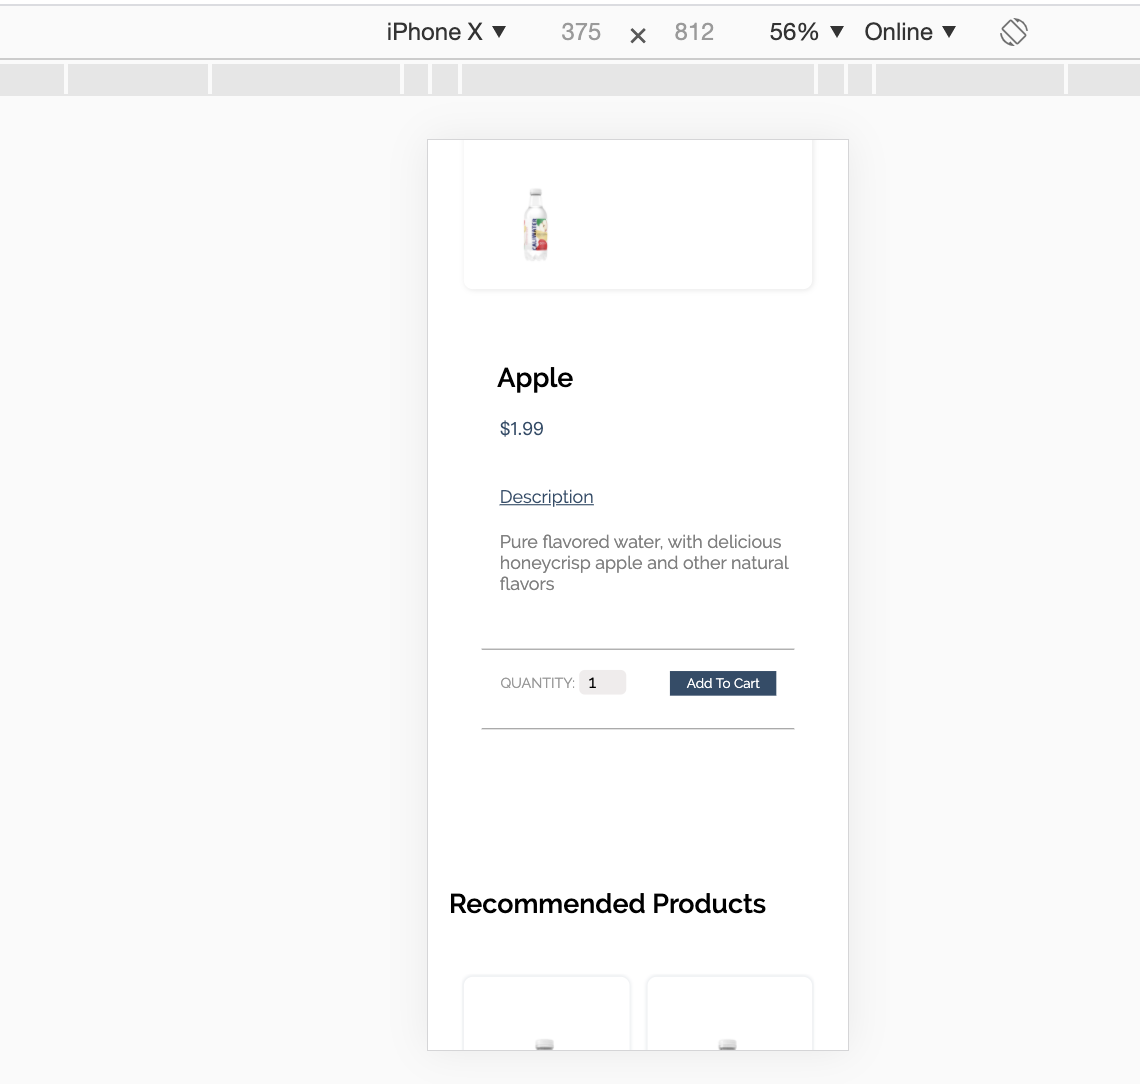 iPhone X ▼ 375 × 812 56% ▼ Online ▼
Apple
$1.99
Description
Pure flavored water, with delicious
honeycrisp apple and other natural
flavors
QUANTITY: 1 Add To Cart
Recommended Products